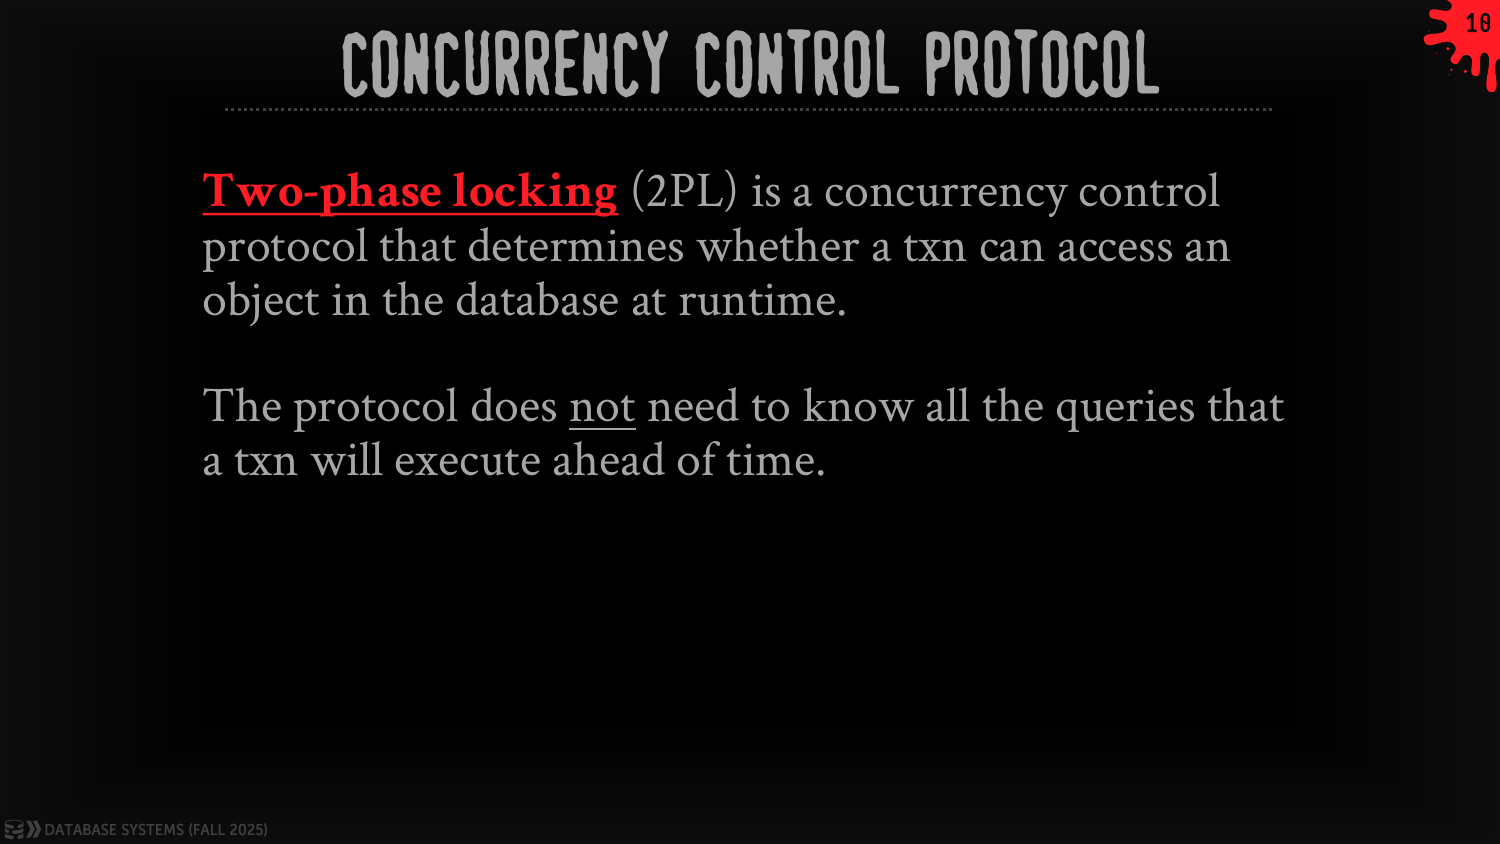 CONCURRENCY CONTROL PROTOCOL
10
Two-phase locking (2PL) is a concurrency control
protocol that determines whether a txn can access an
object in the database at runtime.
The protocol does not need to know all the queries that
a txn will execute ahead of time.
DATABASE SYSTEMS (FALL 2025)